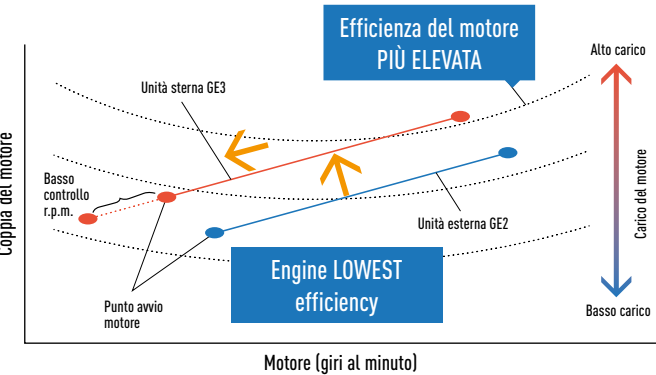 Efficienza del motore
PIÙ ELEVATA
Alto carico
Unità sterna GE3
Coppia del motore
Basso
controllo
r.p.m.
Carico del motore
Unità esterna GE2
Engine LOWEST
efficiency
Punto avvio
motore
Basso carico
Motore (giri al minuto)